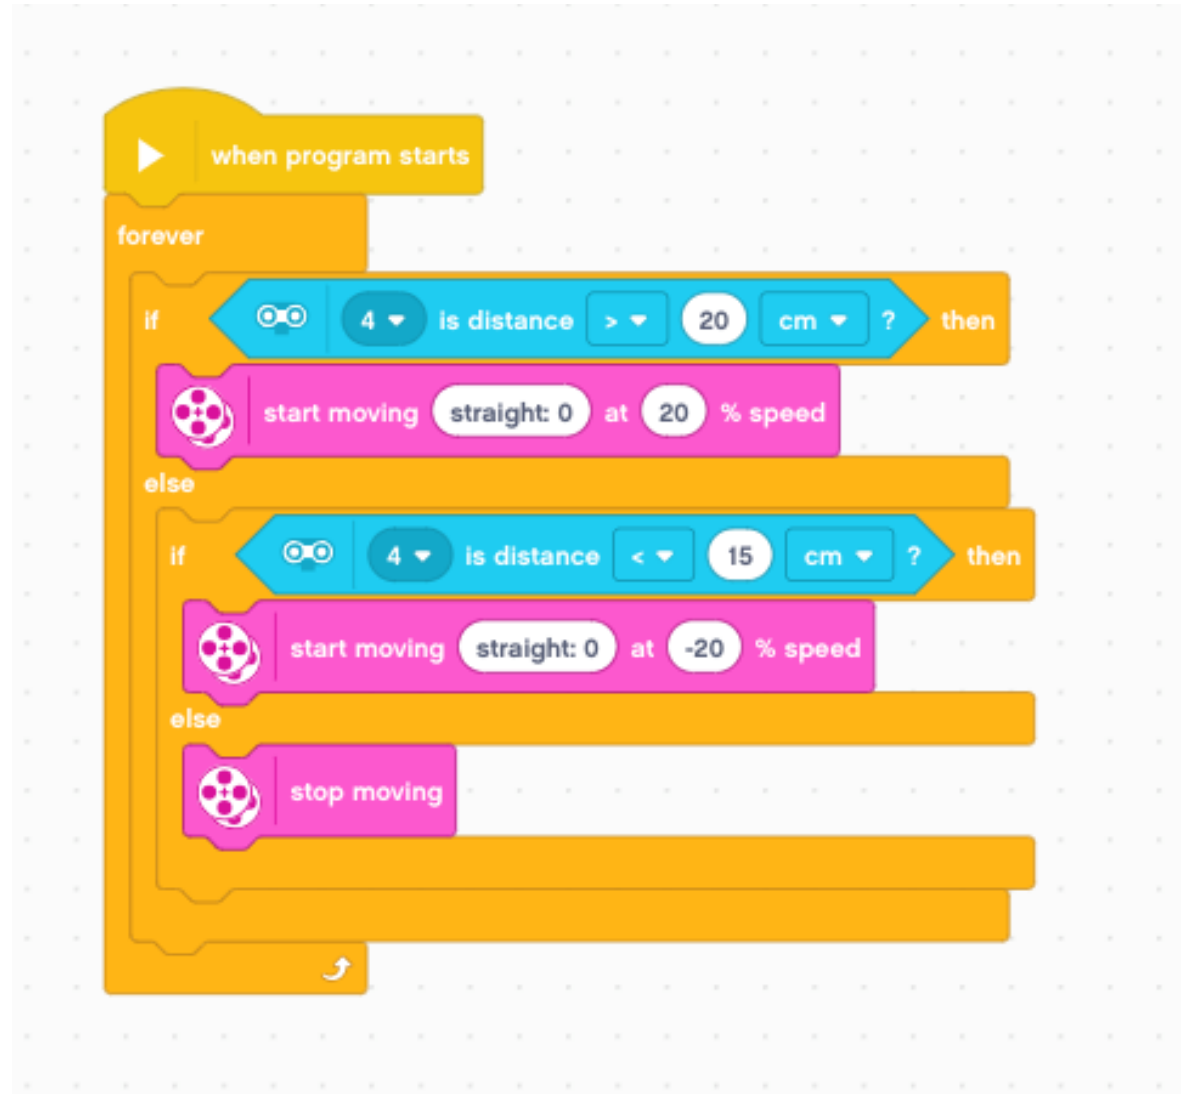 when program starts
forever
if 4 is distance > 20 cm ? then
start moving straight: 0 at 20 % speed
else
if 4 is distance < 15 cm ? then
start moving straight: 0 at -20 % speed
else
stop moving